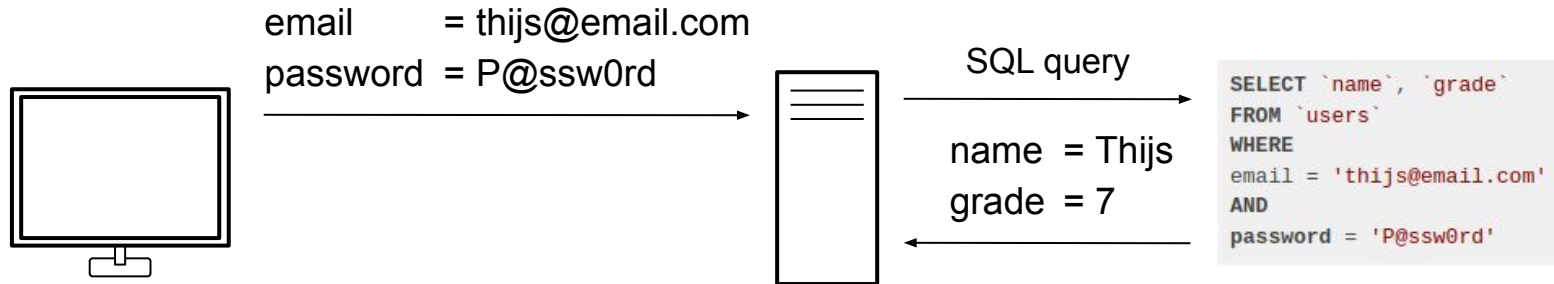 email = thijs@email.com
password = P@ssw0rd
SQL query
name = Thijs
grade = 7
SELECT `name`, `grade`
FROM `users`
WHERE
email = 'thijs@email.com'
AND
password = 'P@ssw0rd'